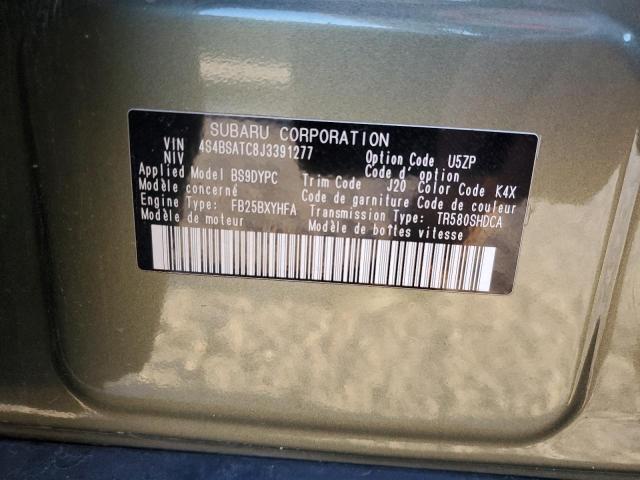 SUBARU CORPORATION
VIN 4S4BSATC8J3391277 Option Code U5ZP
NIV Code d' option
Applied Model BS9DYPC Trim Code J20 Color Code K4X
Modèle concerné Code de garniture Code de couleur
Engine Type: FB25BXYHFA Transmission Type: TR580SHDCA
Modèle de moteur Modèle de boîtes vitesse